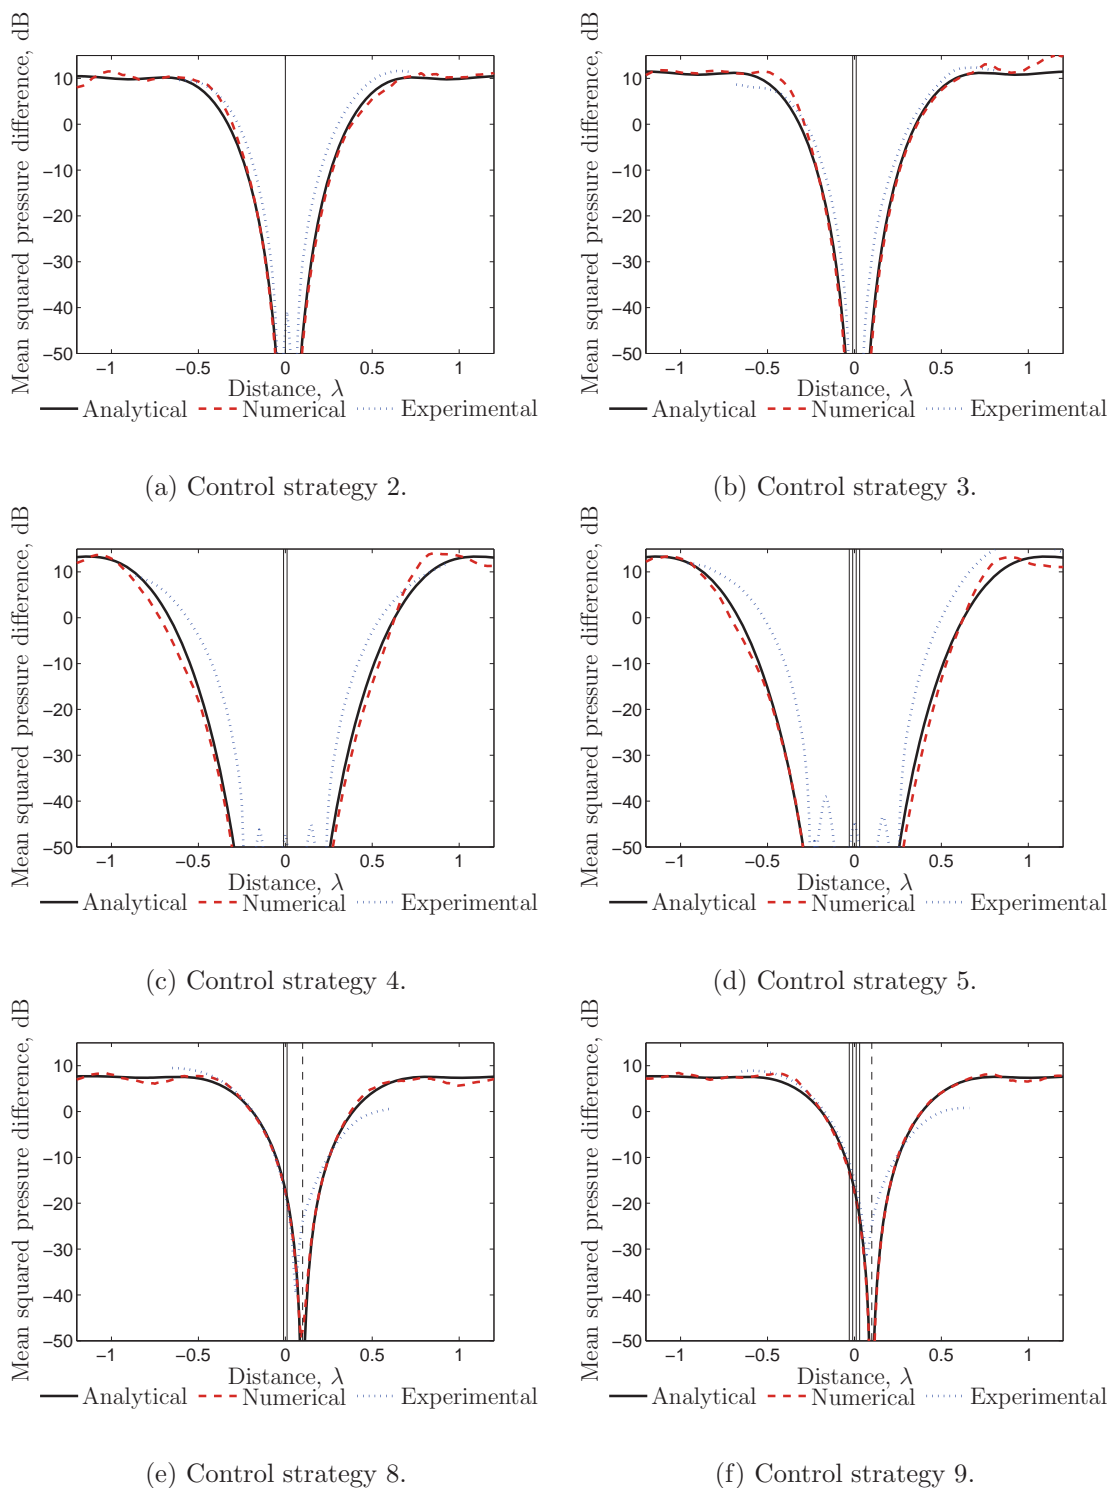 Mean squared pressure difference, dB
10
0
−10
−20
−30
−40
−50
−1 −0.5 0 0.5 1
Distance, λ
Analytical Numerical Experimental
(a) Control strategy 2.
Mean squared pressure difference, dB
10
0
−10
−20
−30
−40
−50
−1 −0.5 0 0.5 1
Distance, λ
Analytical Numerical Experimental
(b) Control strategy 3.
Mean squared pressure difference, dB
10
0
−10
−20
−30
−40
−50
−1 −0.5 0 0.5 1
Distance, λ
Analytical Numerical Experimental
(c) Control strategy 4.
Mean squared pressure difference, dB
10
0
−10
−20
−30
−40
−50
−1 −0.5 0 0.5 1
Distance, λ
Analytical Numerical Experimental
(d) Control strategy 5.
Mean squared pressure difference, dB
10
0
−10
−20
−30
−40
−50
−1 −0.5 0 0.5 1
Distance, λ
Analytical Numerical Experimental
(e) Control strategy 8.
Mean squared pressure difference, dB
10
0
−10
−20
−30
−40
−50
−1 −0.5 0 0.5 1
Distance, λ
Analytical Numerical Experimental
(f) Control strategy 9.